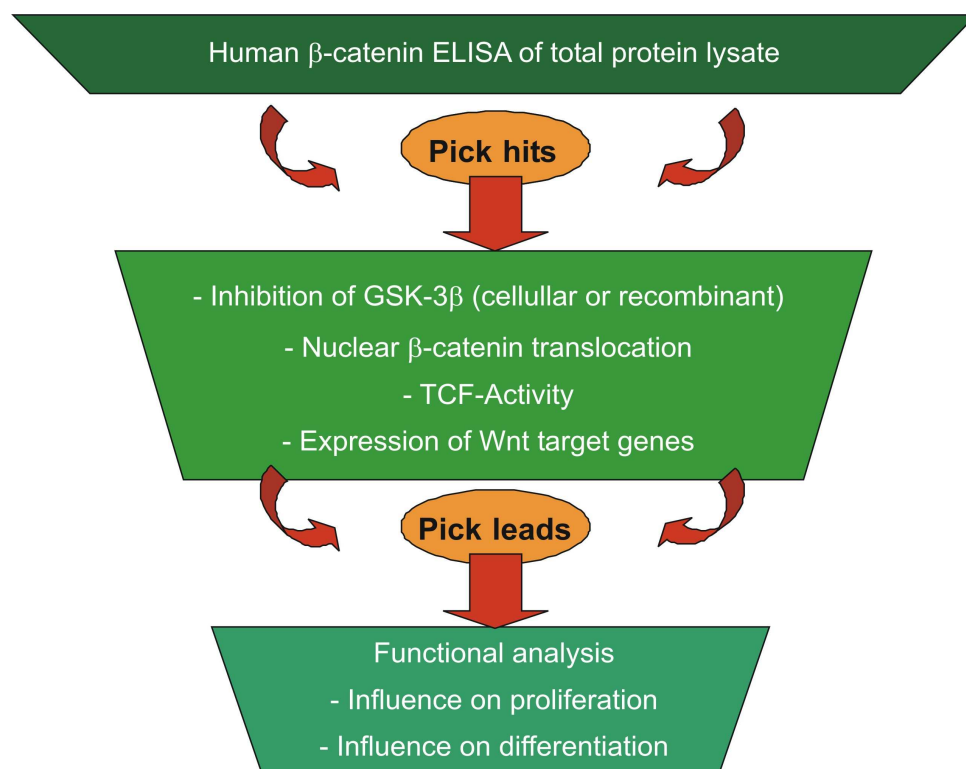 Human β-catenin ELISA of total protein lysate
Pick hits
- Inhibition of GSK-3β (cellullar or recombinant)
- Nuclear β-catenin translocation
- TCF-Activity
- Expression of Wnt target genes
Pick leads
Functional analysis
- Influence on proliferation
- Influence on differentiation